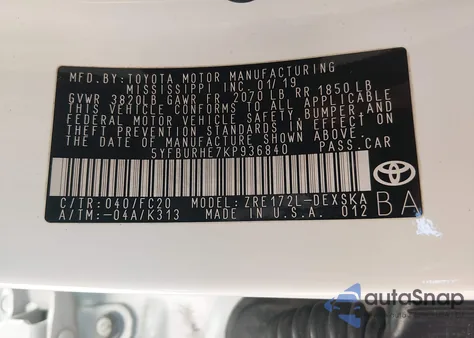 MFD.BY:TOYOTA MOTOR MANUFACTURING
MISSISSIPPI INC. 01/19
GVWR 3820LB GAWR FR 2070 LB RR 1850 LB
THIS VEHICLE CONFORMS TO ALL APPLICABLE
FEDERAL MOTOR VEHICLE SAFETY, BUMPER, AND
THEFT PREVENTION STANDARDS IN EFFECT ON
THE DATE OF MANUFACTURE SHOWN ABOVE.
5YFBURHE7KP936840 PASS.CAR
C/TR:040/FC20 MODEL:ZRE172L-DEXSKA
A/TM:-04A/K313 MADE IN U.S.A. 012
BA
autoSnap